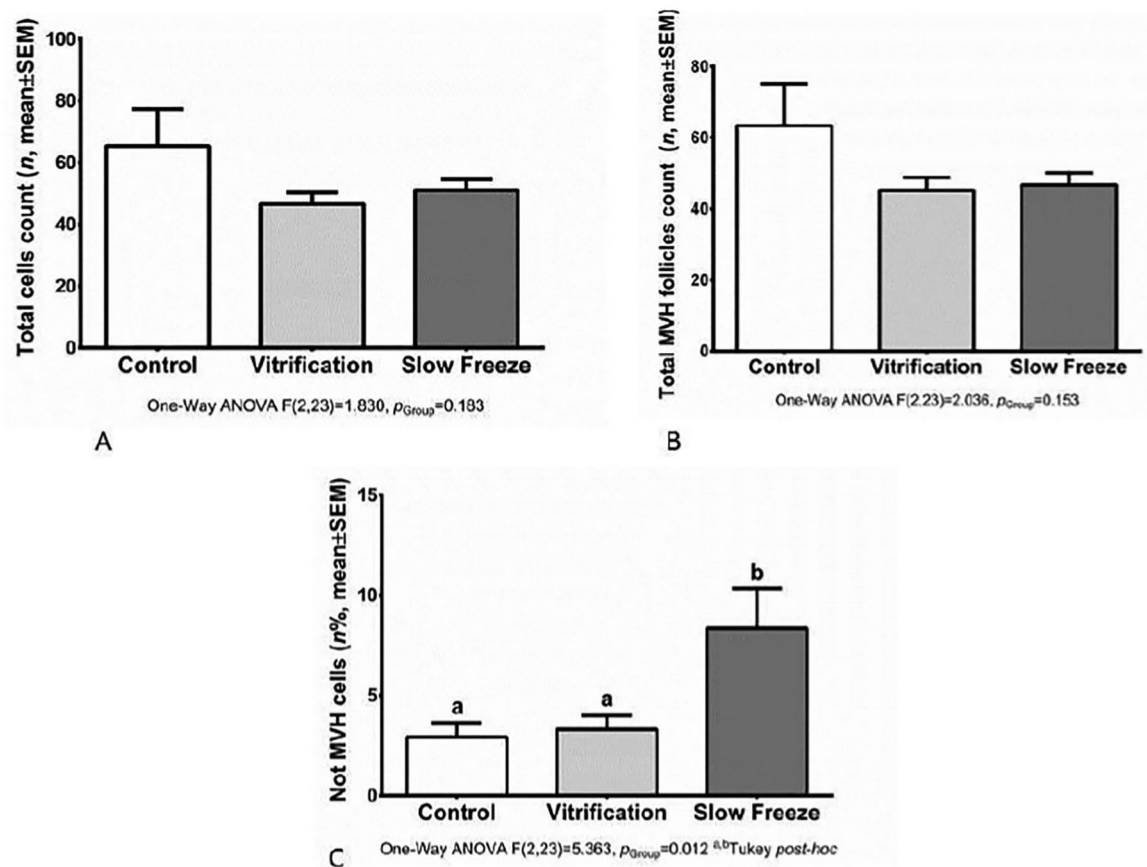 Total cells count (n, mean±SEM)
100
80
60
40
20
0
Control Vitrification Slow Freeze
One-Way ANOVA F(2,23)=1.830, pGroup=0.183
A
Total MVH follicles count (n, mean±SEM)
80
60
40
20
0
Control Vitrification Slow Freeze
One-Way ANOVA F(2.23)=2.036, pGroup=0.153
B
Not MVH cells (n%, mean±SEM)
15
10
5
0
a a b
Control Vitrification Slow Freeze
One-Way ANOVA F(2,23)=5.363, pGroup=0.012 a,bTukey post-hoc
C